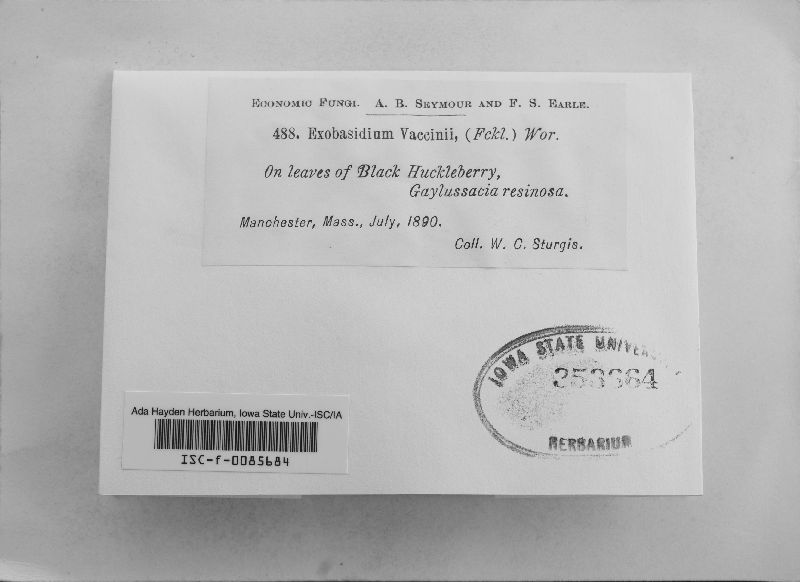 Economic Fungi. A. B. Seymour and F. S. Earle.
488. Exobasidium Vaccinii, (Fckl.) Wor.
On leaves of Black Huckleberry,
Gaylussacia resinosa.
Manchester, Mass., July, 1890.
Coll. W. C. Sturgis.
IOWA STATE
353364
HERBARIUM
Ada Hayden Herbarium, Iowa State Univ.-ISC/IA
ISC-f-0085684